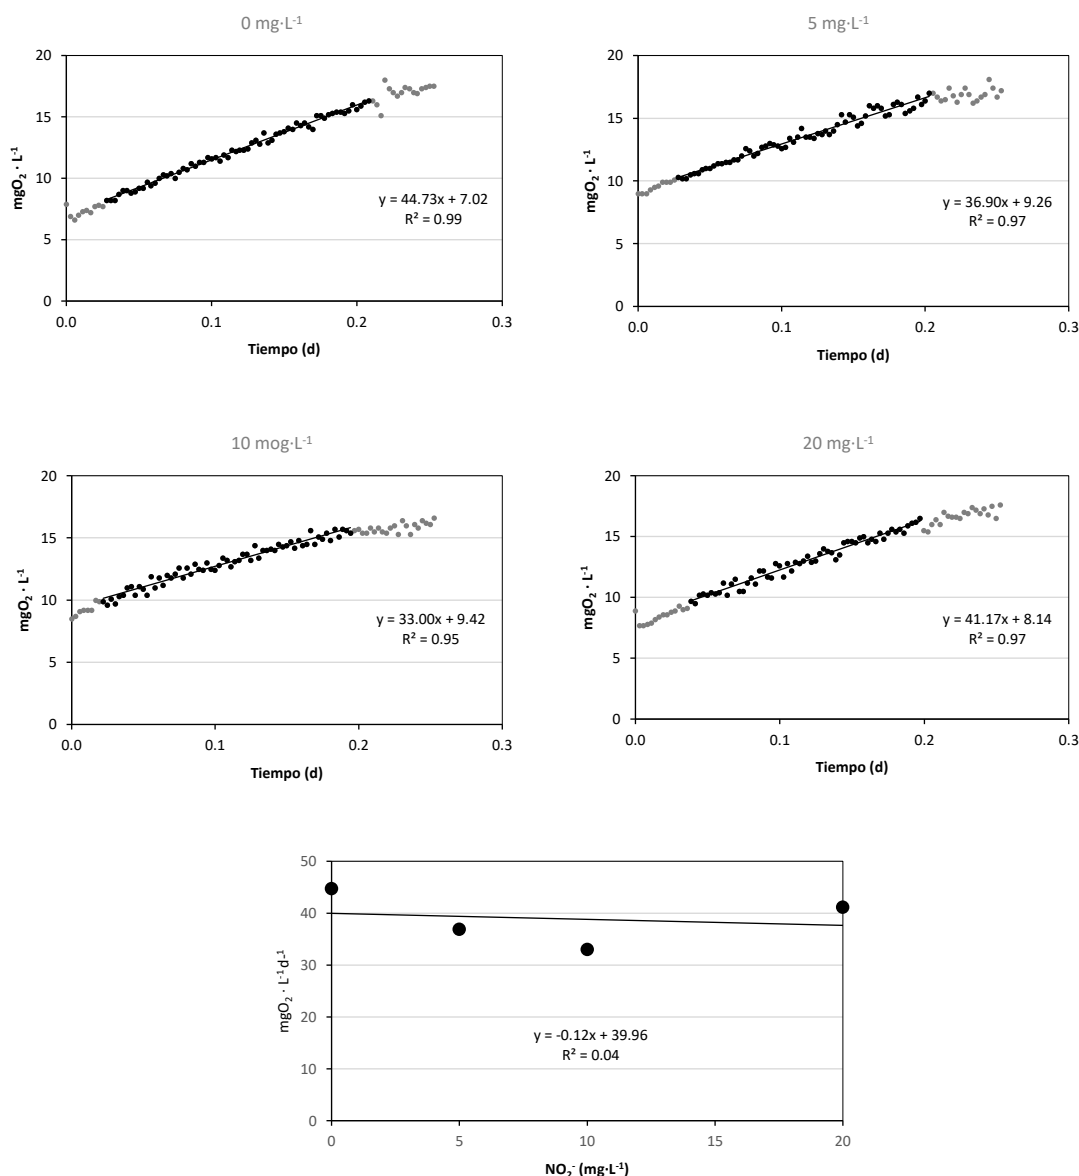 0 mg·L⁻¹
20
15
10
5
0
mgO₂ · L⁻¹
y = 44.73x + 7.02
R² = 0.99
0.0 0.1 0.2 0.3
Tiempo (d)
5 mg·L⁻¹
20
15
10
5
0
mgO₂ · L⁻¹
y = 36.90x + 9.26
R² = 0.97
0.0 0.1 0.2 0.3
Tiempo (d)
10 mog·L⁻¹
20
15
10
5
0
mgO₂ · L⁻¹
y = 33.00x + 9.42
R² = 0.95
0.0 0.1 0.2 0.3
Tiempo (d)
20 mg·L⁻¹
20
15
10
5
0
mgO₂ · L⁻¹
y = 41.17x + 8.14
R² = 0.97
0.0 0.1 0.2 0.3
Tiempo (d)
50
40
30
20
10
0
mgO₂ · L⁻¹d⁻¹
y = -0.12x + 39.96
R² = 0.04
0 5 10 15 20
NO₂⁻ (mg·L⁻¹)